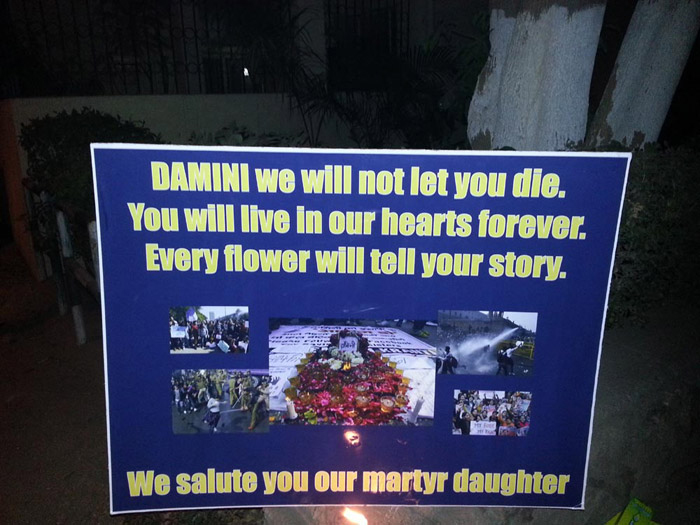 DAMINI we will not let you die.
You will live in our hearts forever.
Every flower will tell your story.
We salute you our martyr daughter